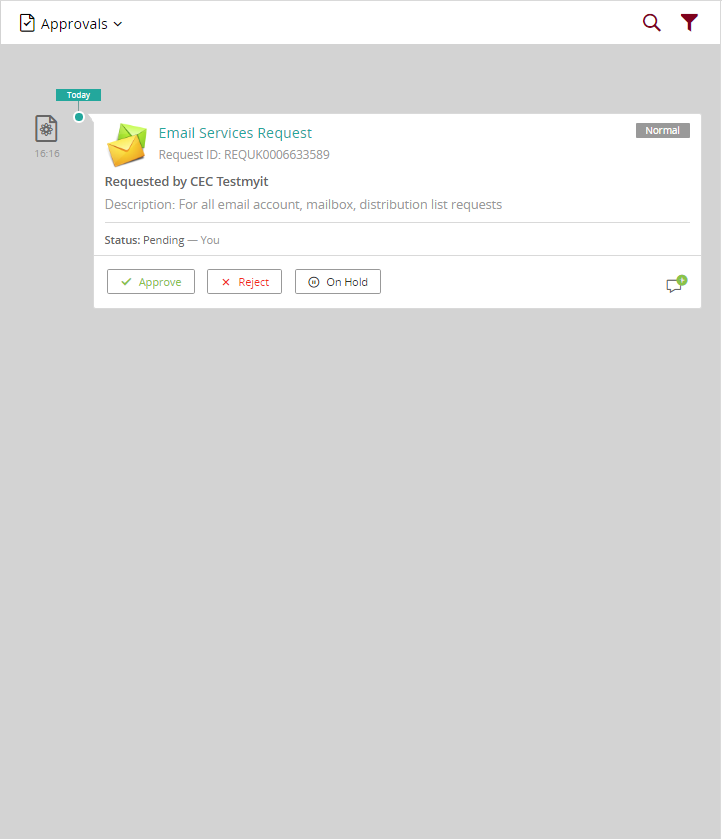 Approvals
Today
16:16
Email Services Request
Normal
Request ID: REQUK0006633589
Requested by CEC Testmyit
Description: For all email account, mailbox, distribution list requests
Status: Pending — You
Approve
Reject
On Hold